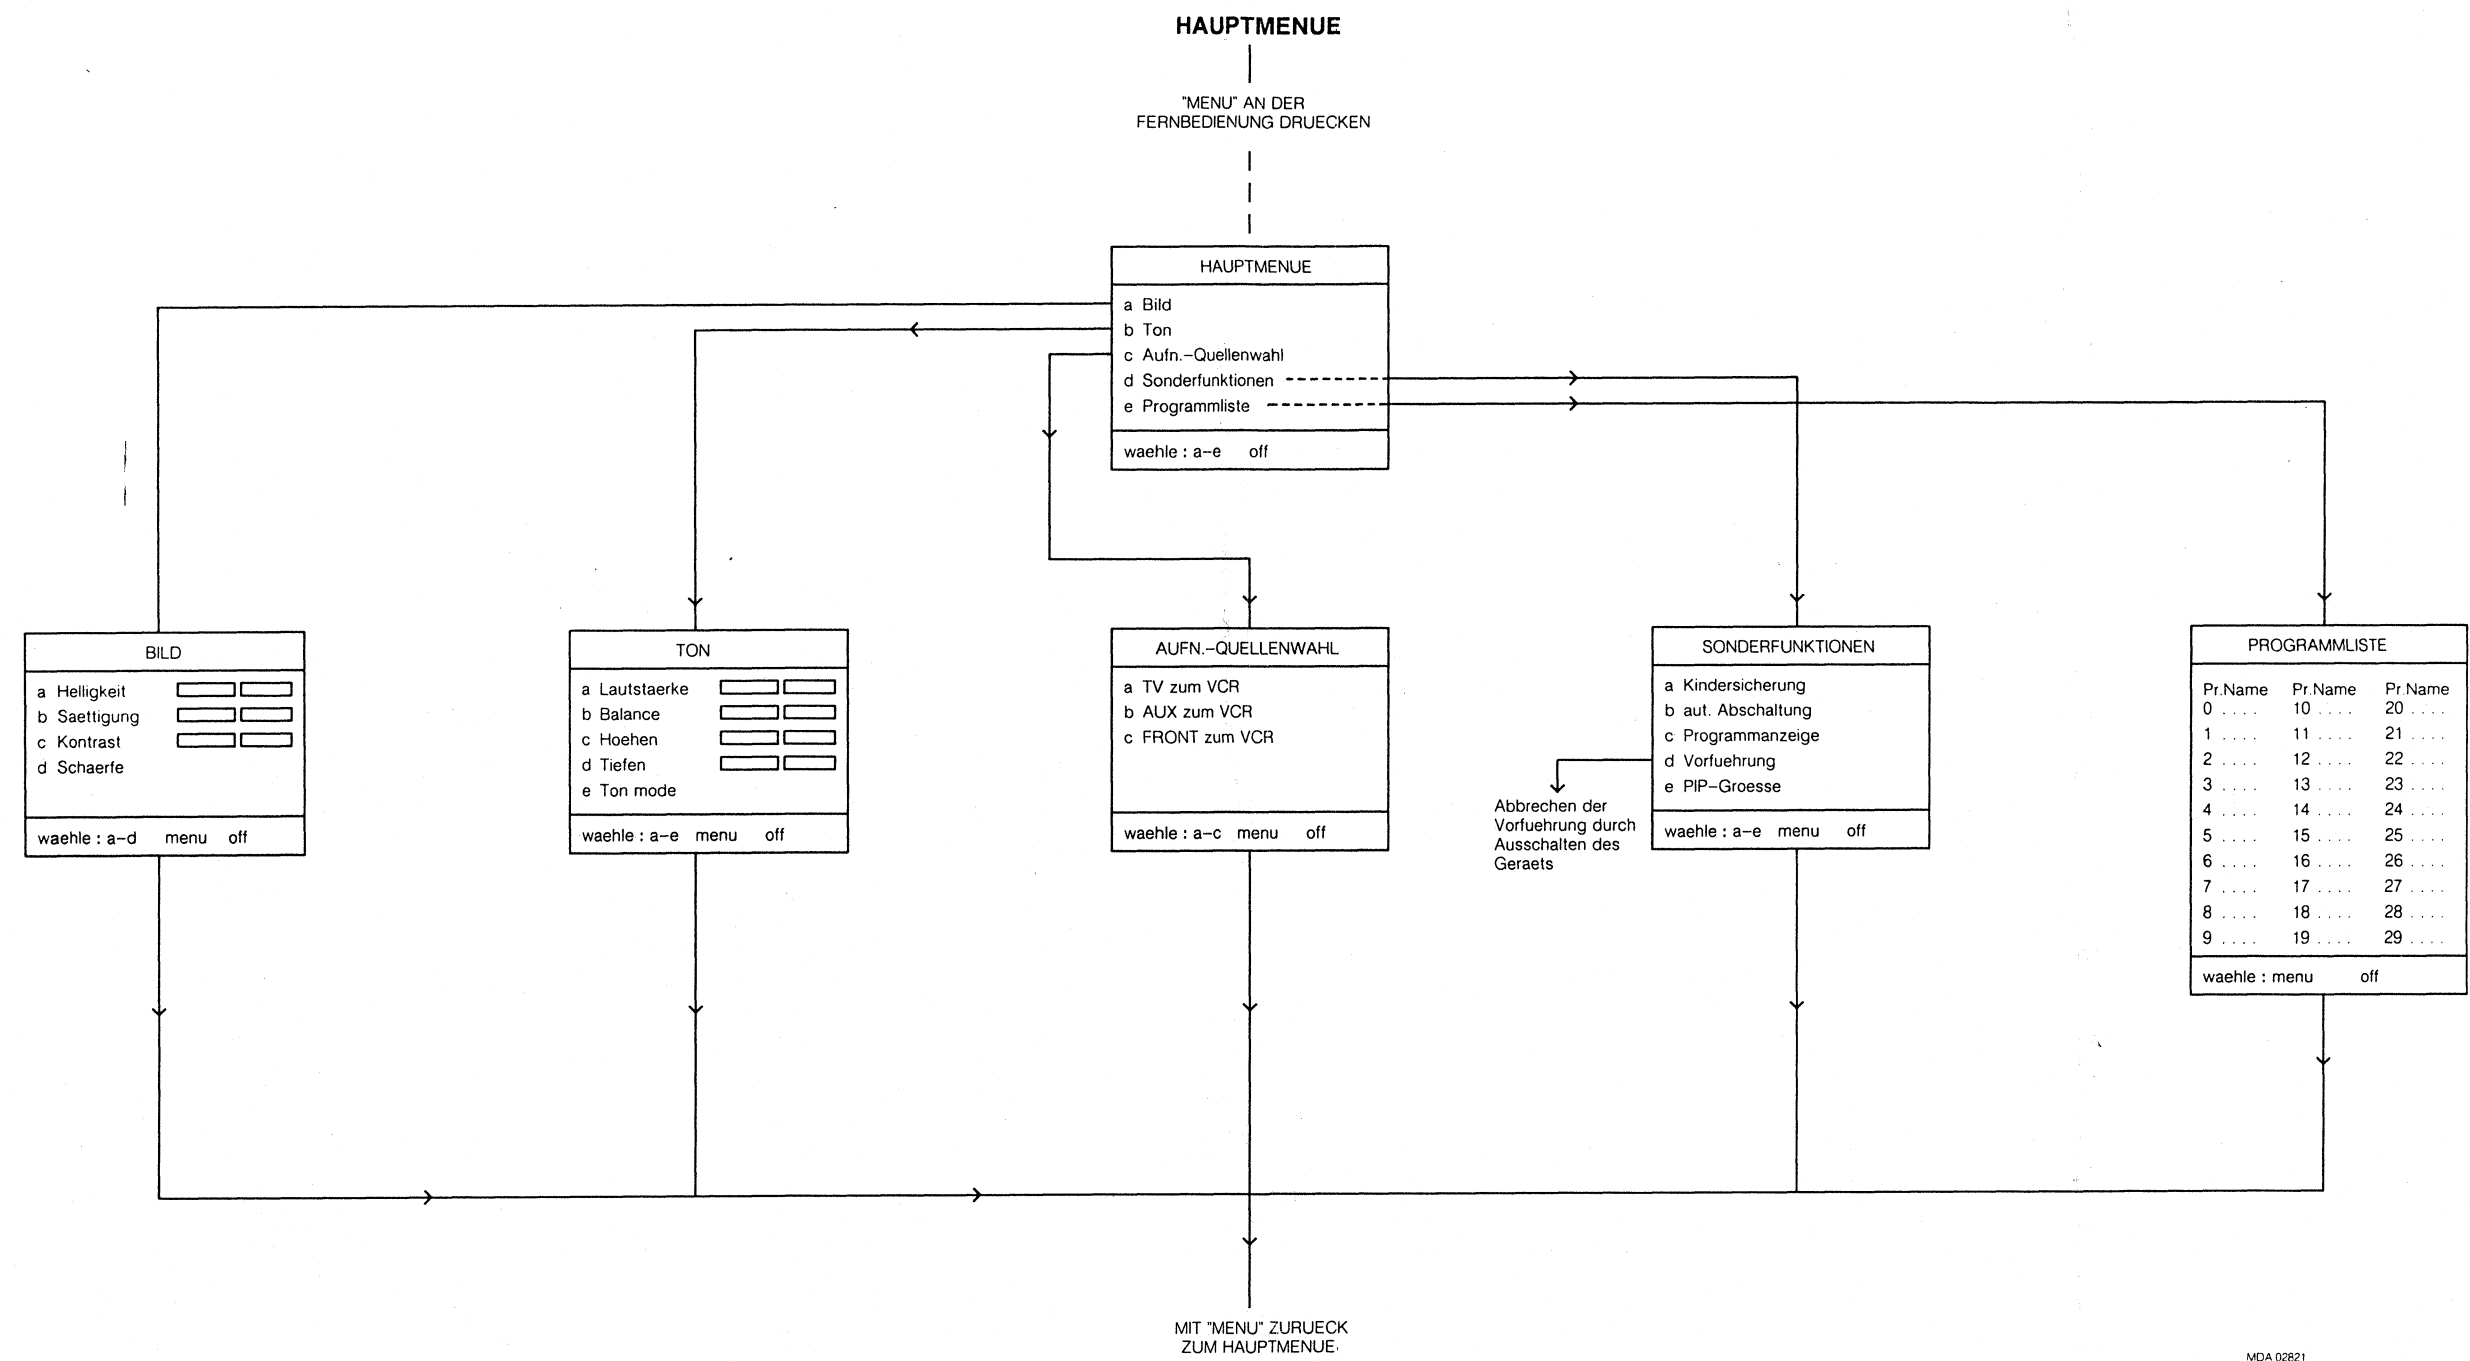 HAUPTMENUE
"MENU" AN DER
FERNBEDIENUNG DRUECKEN
HAUPTMENUE
a Bild
b Ton
c Aufn.–Quellenwahl
d Sonderfunktionen
e Programmliste
waehle : a–e off
BILD
a Helligkeit
b Saettigung
c Kontrast
d Schaerfe
waehle : a–d menu off
TON
a Lautstaerke
b Balance
c Hoehen
d Tiefen
e Ton mode
waehle : a–e menu off
AUFN.–QUELLENWAHL
a TV zum VCR
b AUX zum VCR
c FRONT zum VCR
waehle : a–c menu off
SONDERFUNKTIONEN
a Kindersicherung
b aut. Abschaltung
c Programmanzeige
d Vorfuehrung
e PIP–Groesse
waehle : a–e menu off
Abbrechen der
Vorfuehrung durch
Ausschalten des
Geraets
PROGRAMMLISTE
Pr.Name Pr.Name Pr.Name
0 . . . . 10 . . . . 20 . . . .
1 . . . . 11 . . . . 21 . . . .
2 . . . . 12 . . . . 22 . . . .
3 . . . . 13 . . . . 23 . . . .
4 . . . . 14 . . . . 24 . . . .
5 . . . . 15 . . . . 25 . . . .
6 . . . . 16 . . . . 26 . . . .
7 . . . . 17 . . . . 27 . . . .
8 . . . . 18 . . . . 28 . . . .
9 . . . . 19 . . . . 29 . . . .
waehle : menu off
MIT "MENU" ZURUECK
ZUM HAUPTMENUE
MDA 02821